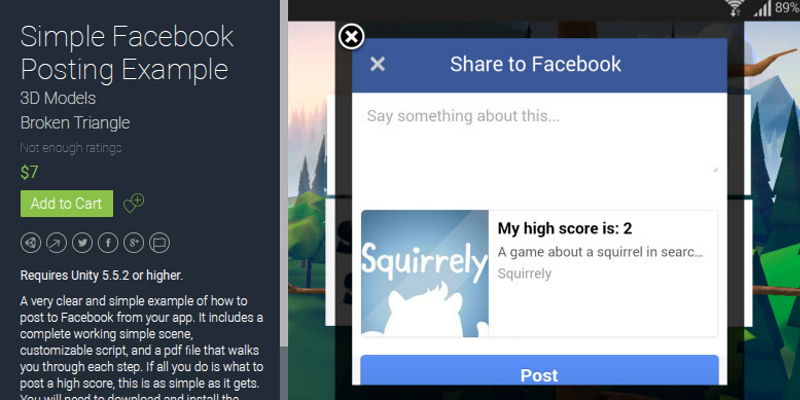 Simple Facebook
Posting Example
3D Models
Broken Triangle
Not enough ratings
$7
Add to Cart
Requires Unity 5.5.2 or higher.
A very clear and simple example of how to
post to Facebook from your app. It includes a
complete working simple scene,
customizable script, and a pdf file that walks
you through each step. If all you do is what to
post a high score, this is as simple as it gets.
You will need to download and install the
89%
Share to Facebook
Say something about this...
Squirrely
My high score is: 2
A game about a squirrel in searc...
Squirrely
Post